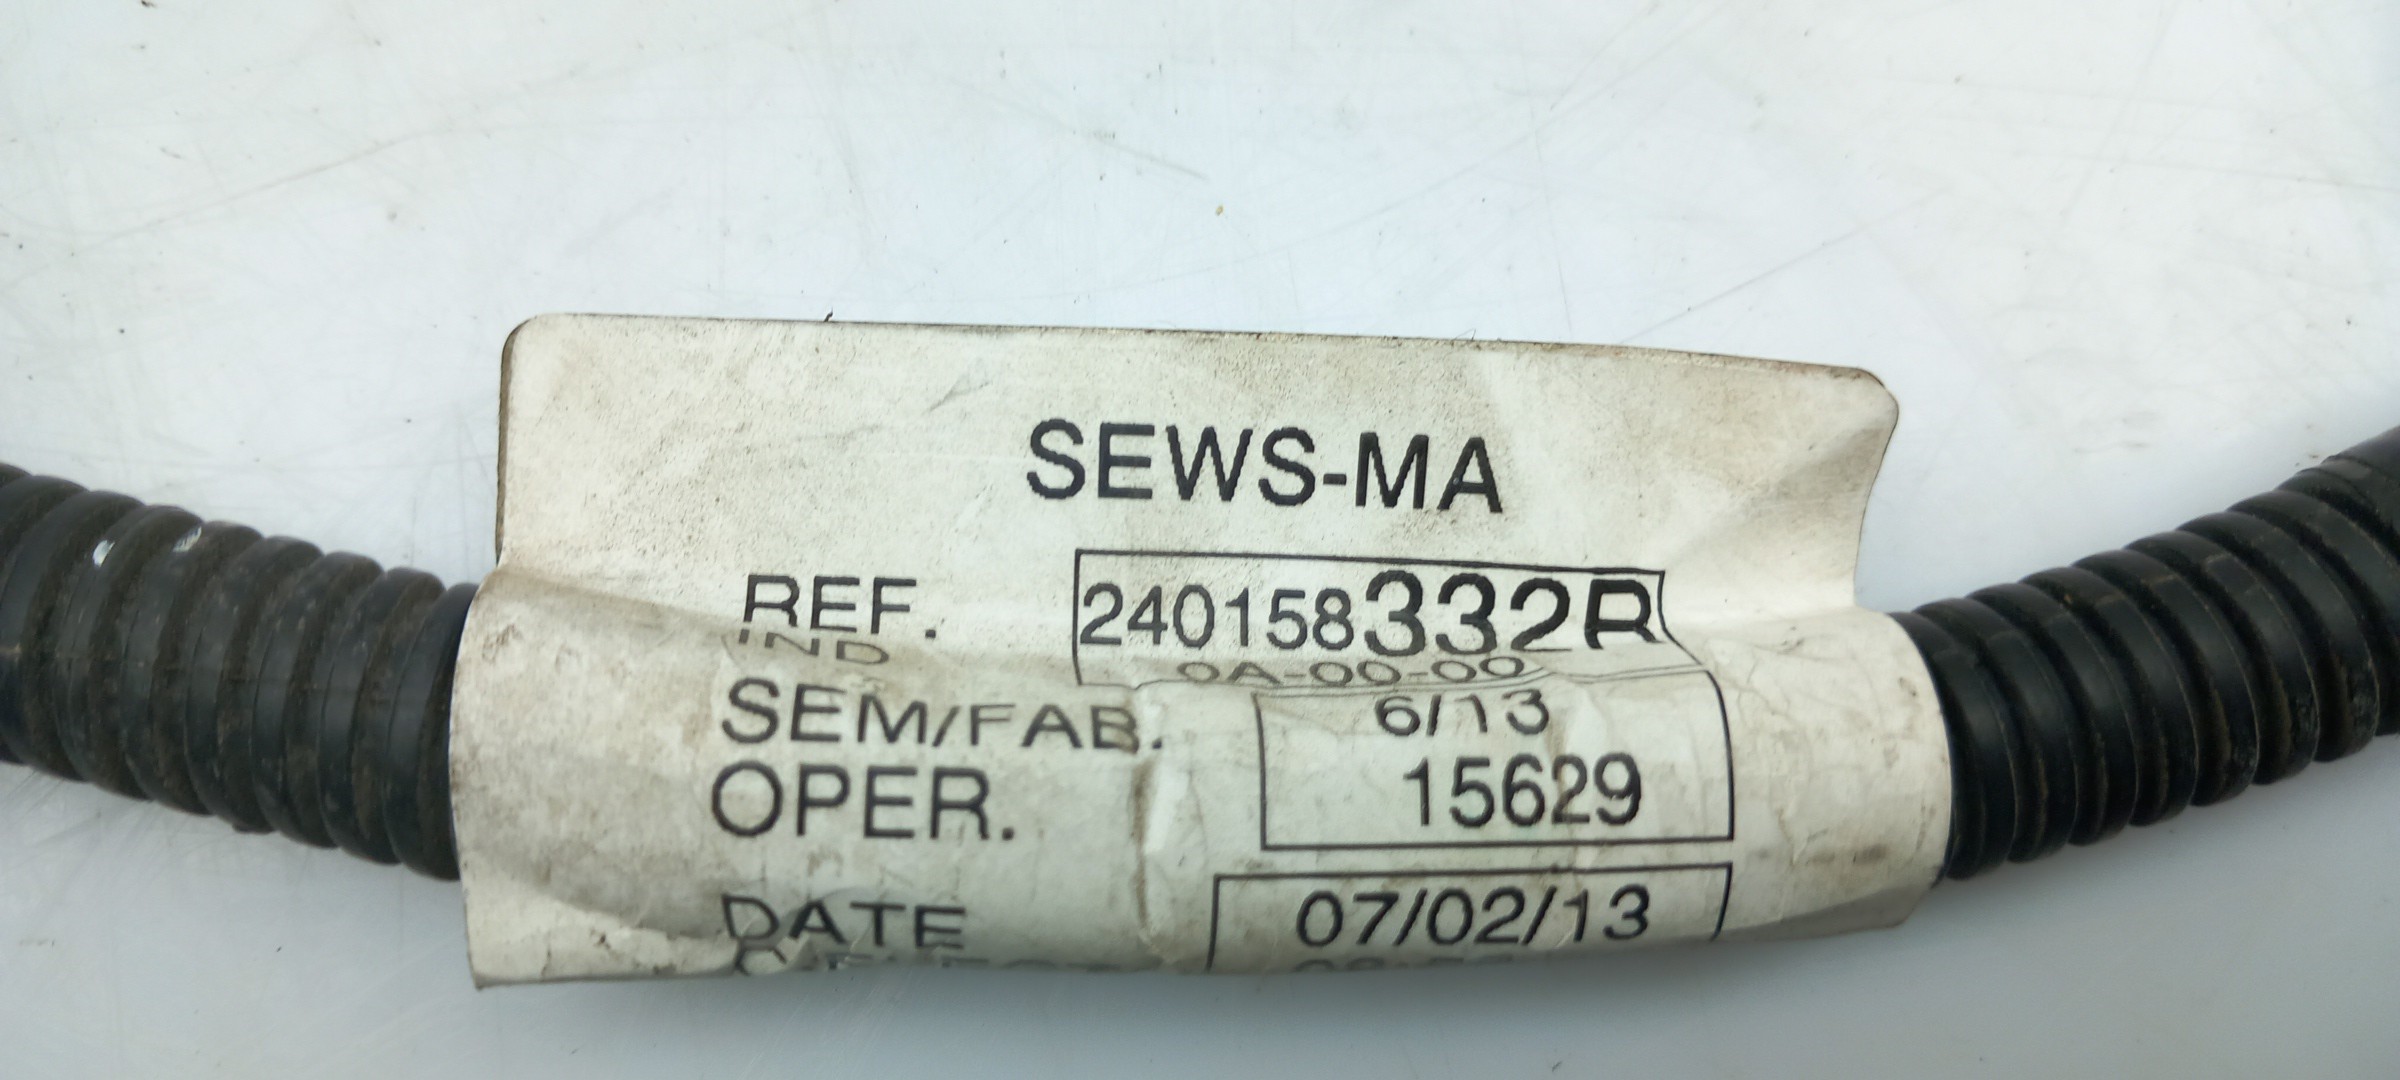 SEWS-MA
REF. 240158332R
IND 0A-00-00
SEM/FAB. 6/13
OPER. 15629
DATE 07/02/13